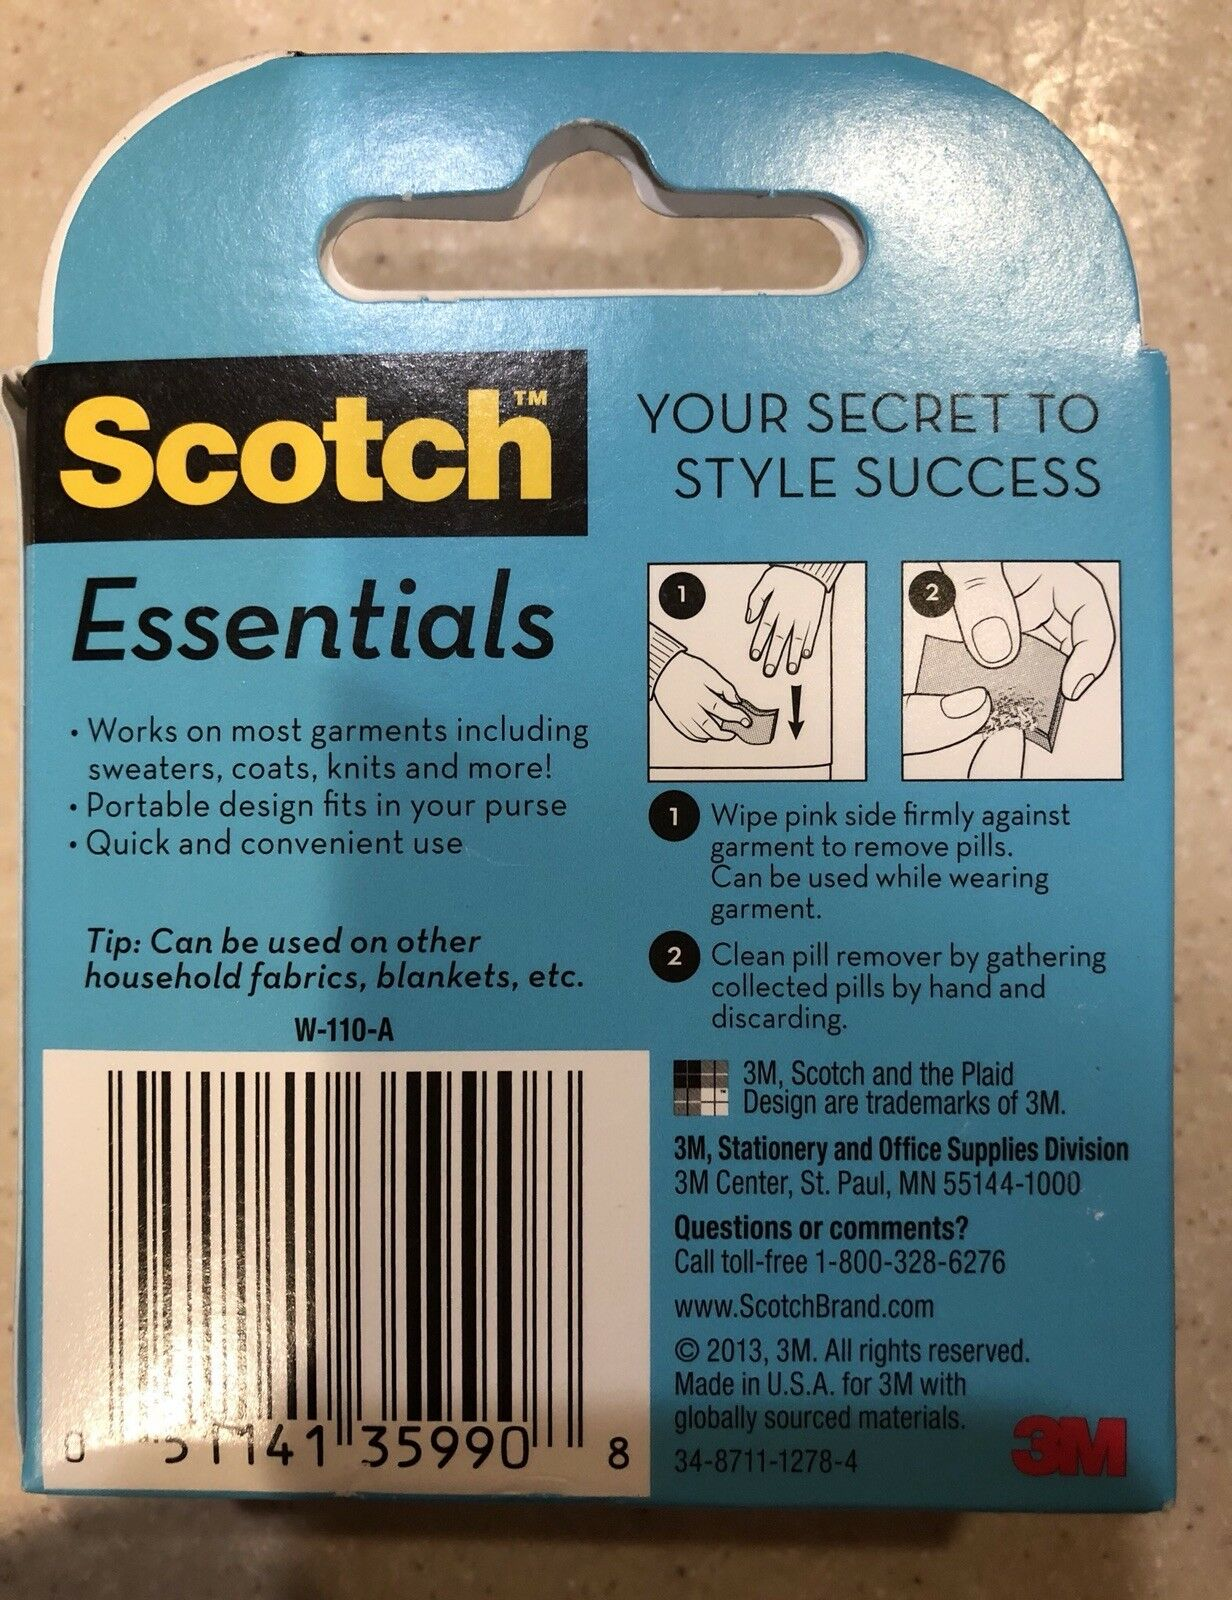 Scotch™
Essentials
• Works on most garments including
sweaters, coats, knits and more!
• Portable design fits in your purse
• Quick and convenient use
Tip: Can be used on other
household fabrics, blankets, etc.
W-110-A
0 51141 35990 8
YOUR SECRET TO
STYLE SUCCESS
1
2
1 Wipe pink side firmly against
garment to remove pills.
Can be used while wearing
garment.
2 Clean pill remover by gathering
collected pills by hand and
discarding.
™ 3M, Scotch and the Plaid
Design are trademarks of 3M.
3M, Stationery and Office Supplies Division
3M Center, St. Paul, MN 55144-1000
Questions or comments?
Call toll-free 1-800-328-6276
www.ScotchBrand.com
© 2013, 3M. All rights reserved.
Made in U.S.A. for 3M with
globally sourced materials.
34-8711-1278-4
3M